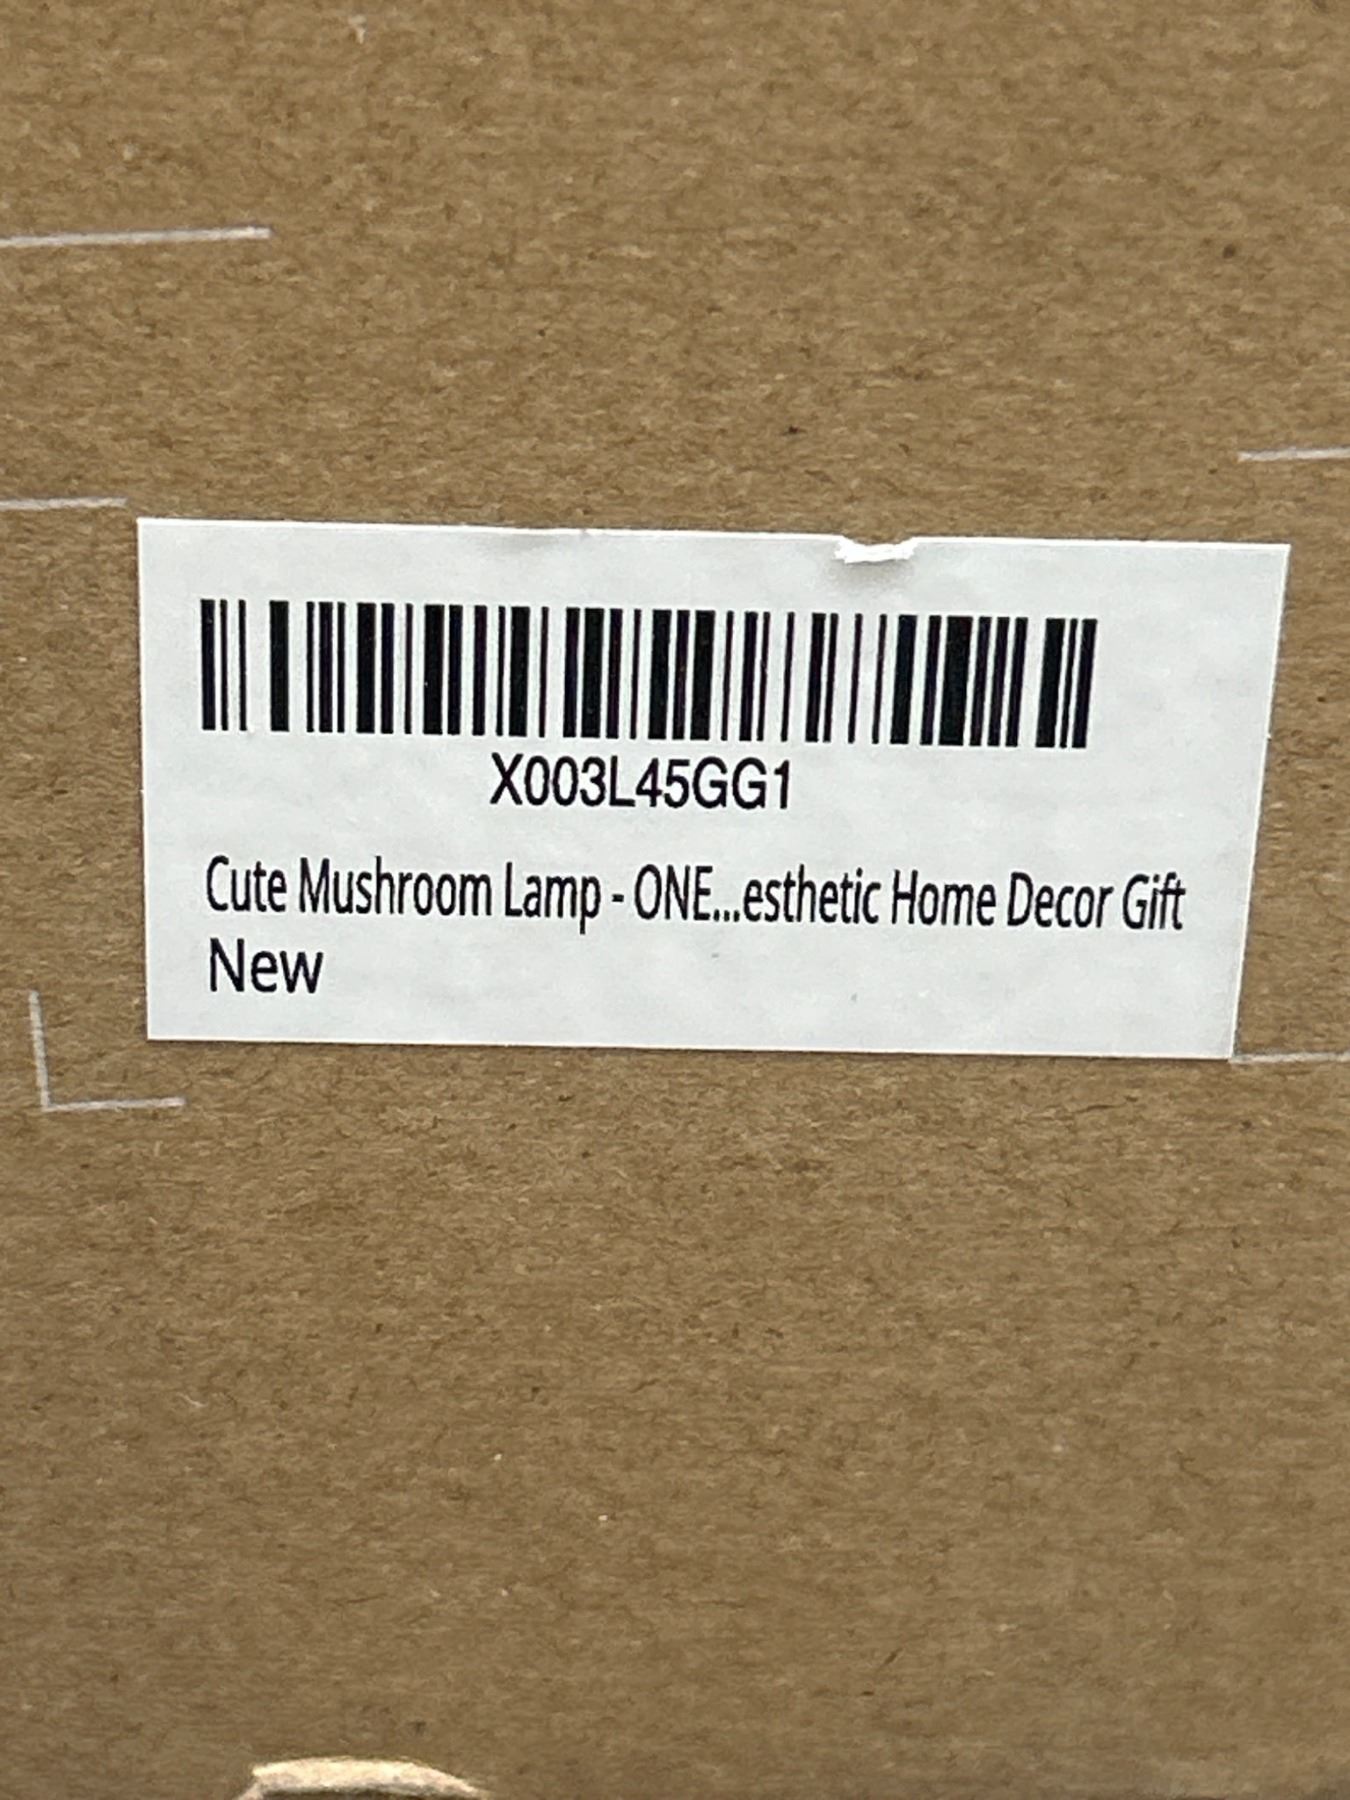 X003L45GG1
Cute Mushroom Lamp - ONE...esthetic Home Decor Gift
New